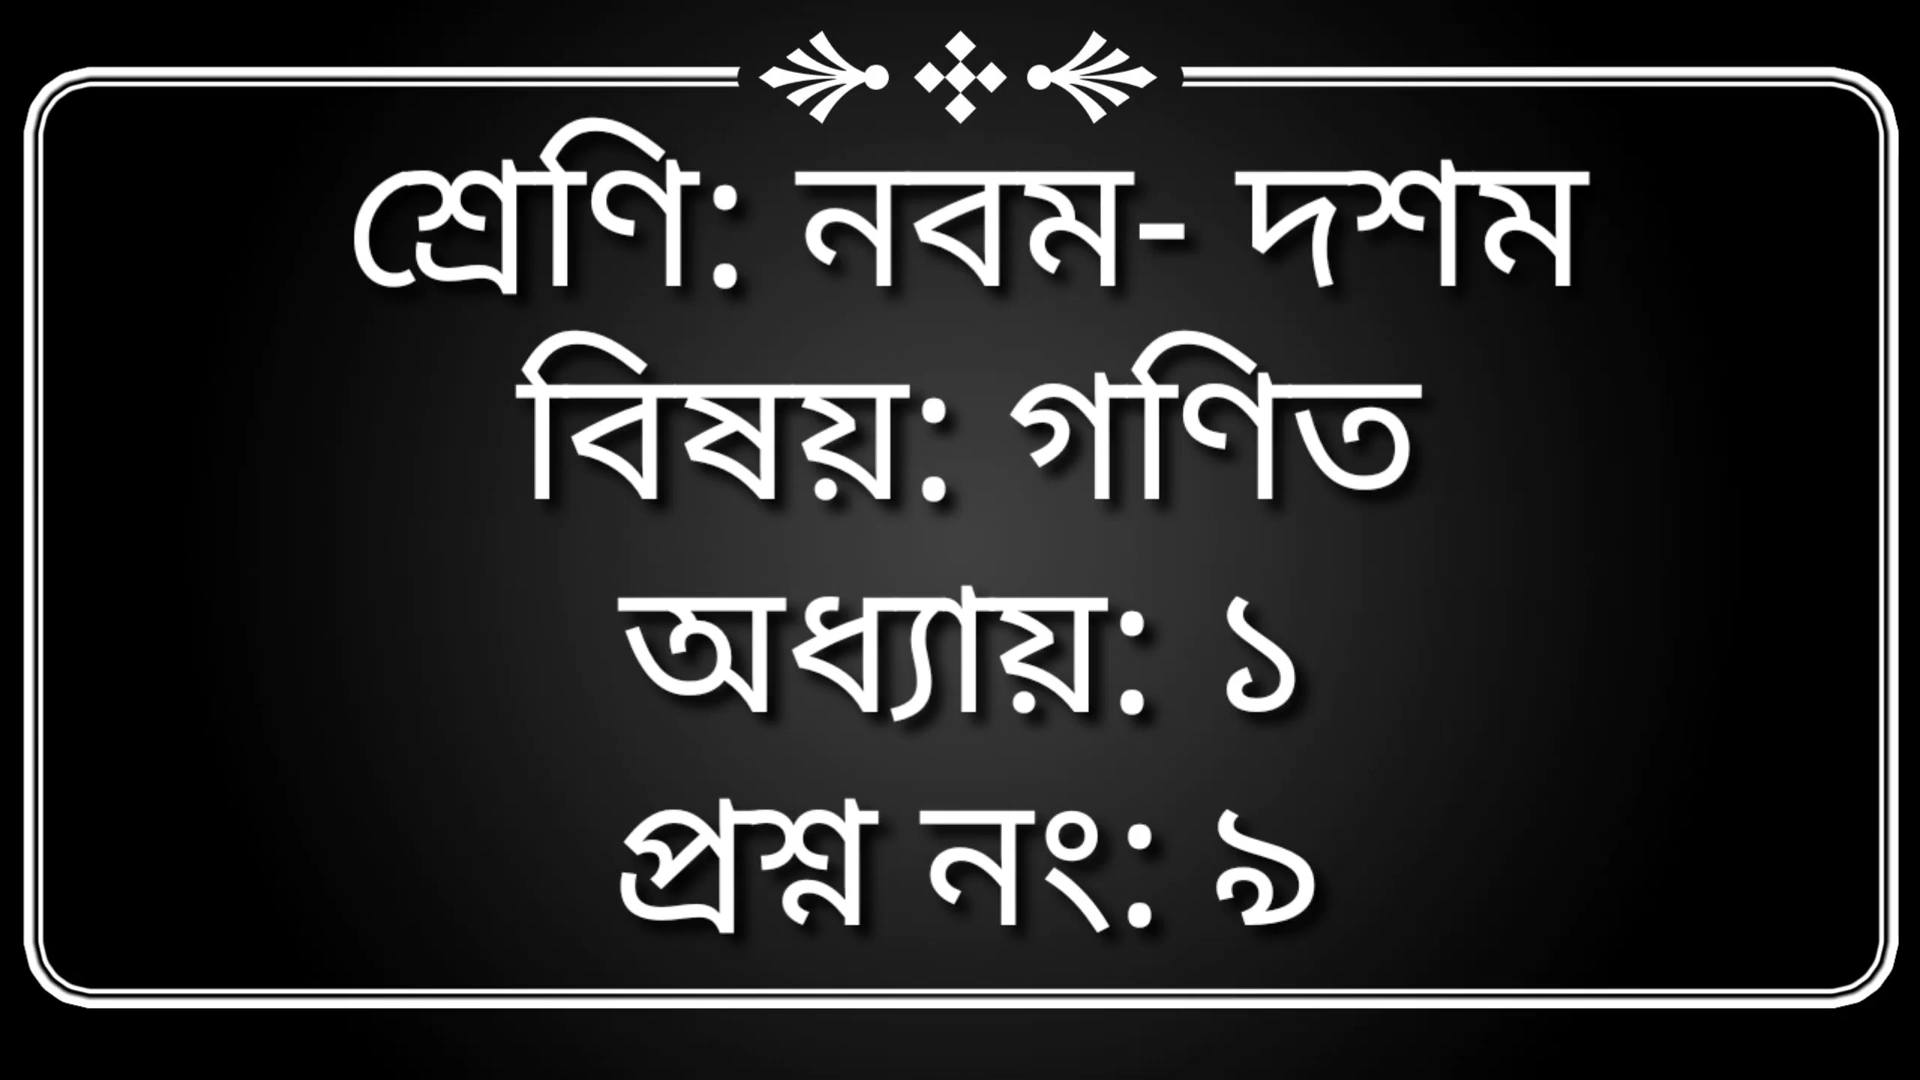 শ্রেণি: নবম- দশম
বিষয়: গণিত
অধ্যায়: ১
প্রশ্ন নং: ৯